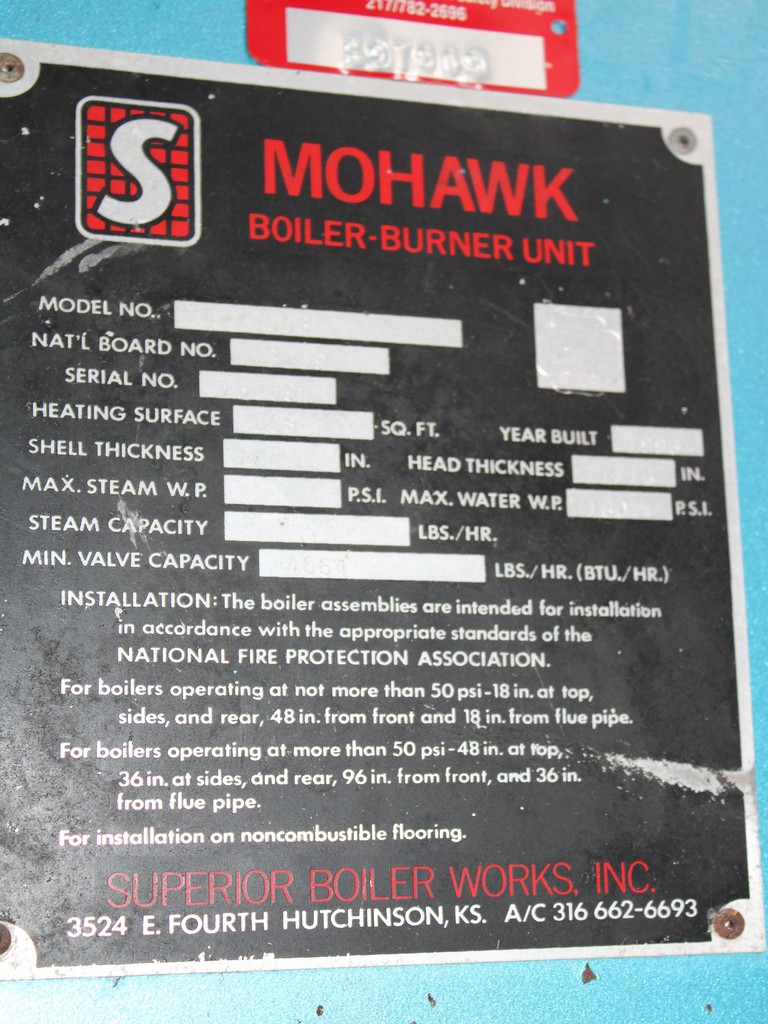 217/782-2696
S
MOHAWK
BOILER-BURNER UNIT
MODEL NO.
NAT'L BOARD NO.
SERIAL NO.
HEATING SURFACE SQ. FT. YEAR BUILT
SHELL THICKNESS IN. HEAD THICKNESS IN.
MAX. STEAM W.P. P.S.I. MAX. WATER W.P. P.S.I.
STEAM CAPACITY LBS./HR.
MIN. VALVE CAPACITY LBS./HR. (BTU./HR.)
INSTALLATION: The boiler assemblies are intended for installation
in accordance with the appropriate standards of the
NATIONAL FIRE PROTECTION ASSOCIATION.
For boilers operating at not more than 50 psi-18 in. at top,
sides, and rear, 48 in. from front and 18 in. from flue pipe.
For boilers operating at more than 50 psi-48 in. at top,
36 in. at sides, and rear, 96 in. from front, and 36 in.
from flue pipe.
For installation on noncombustible flooring.
SUPERIOR BOILER WORKS, INC.
3524 E. FOURTH HUTCHINSON, KS. A/C 316 662-6693